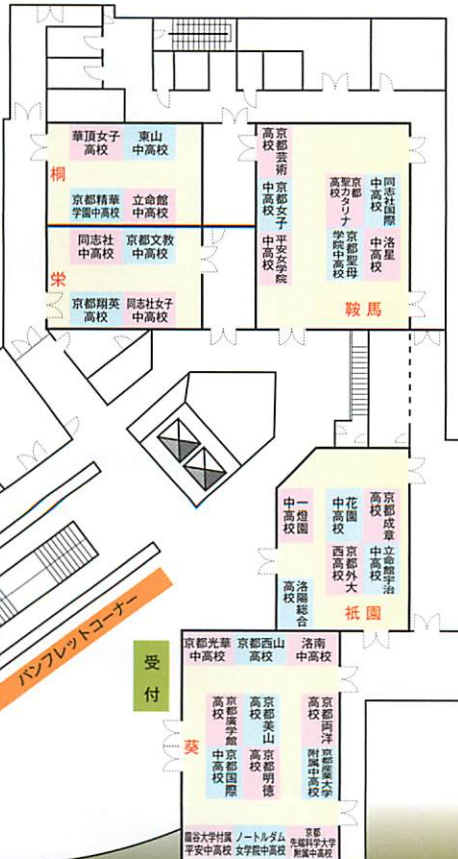 華頂女子
高校
東山
中高校
桐
京都精華
学園中高校
立命館
中高校
同志社
中高校
京都文教
中高校
栄
京都翔英
高校
同志社女子
中高校
京都芸術
高校
京都女子
中高校
平安女学院
中高校
京都
聖カタリナ
高校
同志社国際
中高校
京都聖母
学院中高校
洛星
中高校
鞍馬
一燈園
中高校
花園
中高校
京都成章
高校
洛陽総合
高校
京都外大
西高校
立命館宇治
中高校
祇園
パンフレットコーナー
受付
京都光華
中高校
京都西山
高校
洛南
中高校
葵
京都廣学館
高校
京都美山
高校
京都両洋
高校
京都国際
中高校
京都明徳
高校
京都産業大学
附属中高校
龍谷大学付属
平安中高校
ノートルダム
女学院中高校
京都
先端科学大学
附属中高校